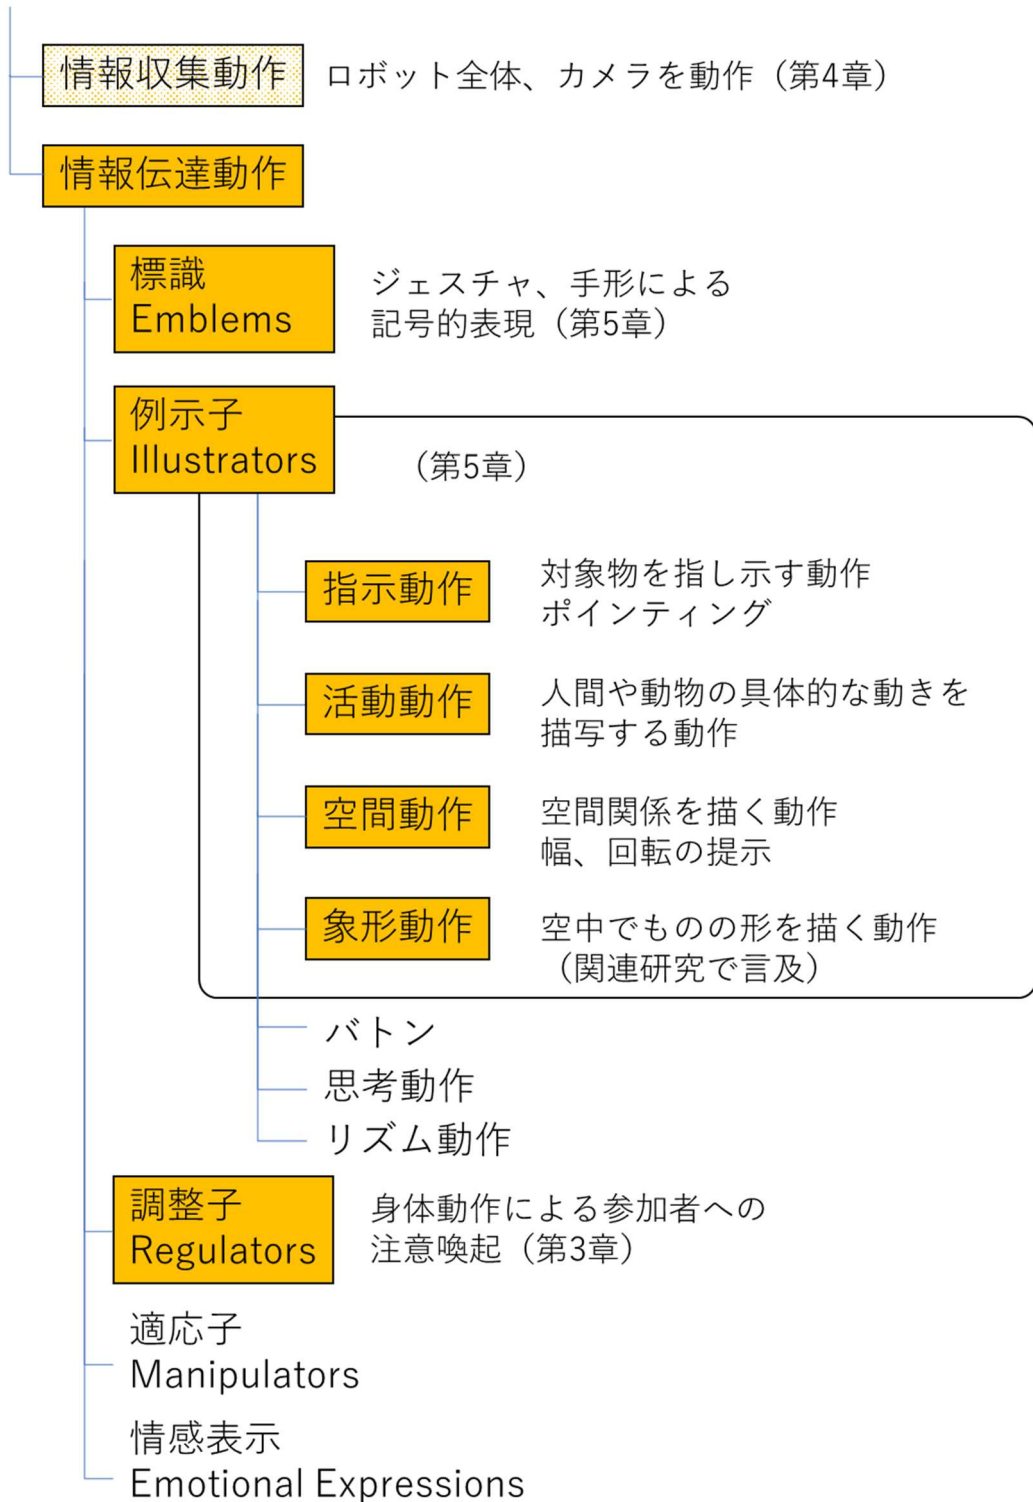 情報収集動作 ロボット全体、カメラを動作（第4章）
情報伝達動作
標識
Emblems
ジェスチャ、手形による
記号的表現（第5章）
例示子
Illustrators
（第5章）
指示動作
対象物を指し示す動作
ポインティング
活動動作
人間や動物の具体的な動きを
描写する動作
空間動作
空間関係を描く動作
幅、回転の提示
象形動作
空中でものの形を描く動作
（関連研究で言及）
バトン
思考動作
リズム動作
調整子
Regulators
身体動作による参加者への
注意喚起（第3章）
適応子
Manipulators
情感表示
Emotional Expressions